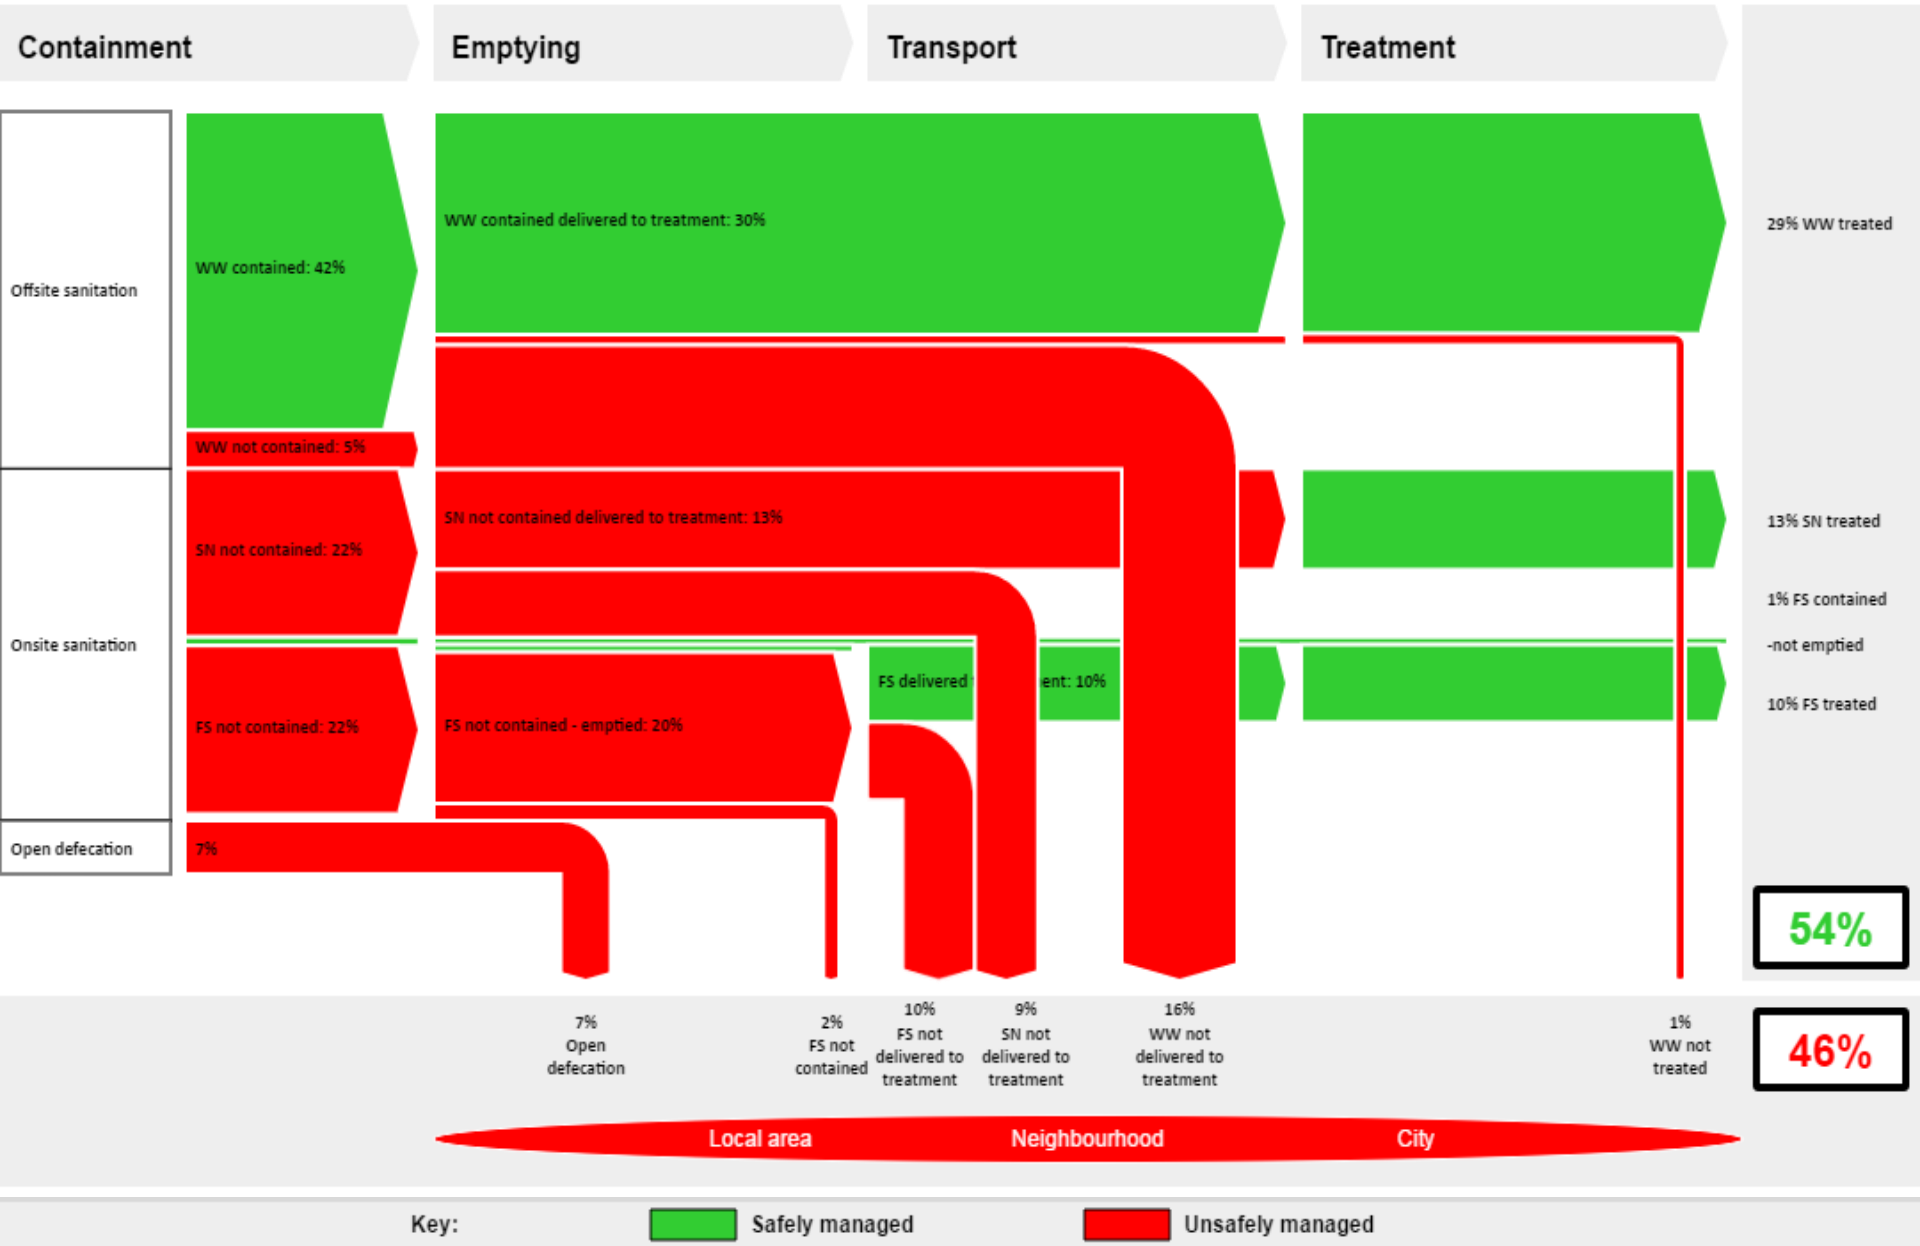 Containment
Emptying
Transport
Treatment
Offsite sanitation
WW contained: 42%
WW contained delivered to treatment: 30%
29% WW treated
WW not contained: 5%
Onsite sanitation
SN not contained: 22%
SN not contained delivered to treatment: 13%
13% SN treated
1% FS contained
-not emptied
FS not contained: 22%
FS not contained - emptied: 20%
FS delivered
ent: 10%
10% FS treated
Open defecation
7%
54%
7%
Open
defecation
2%
FS not
contained
10%
FS not
delivered to
treatment
9%
SN not
delivered to
treatment
16%
WW not
delivered to
treatment
1%
WW not
treated
46%
Local area
Neighbourhood
City
Key:
Safely managed
Unsafely managed